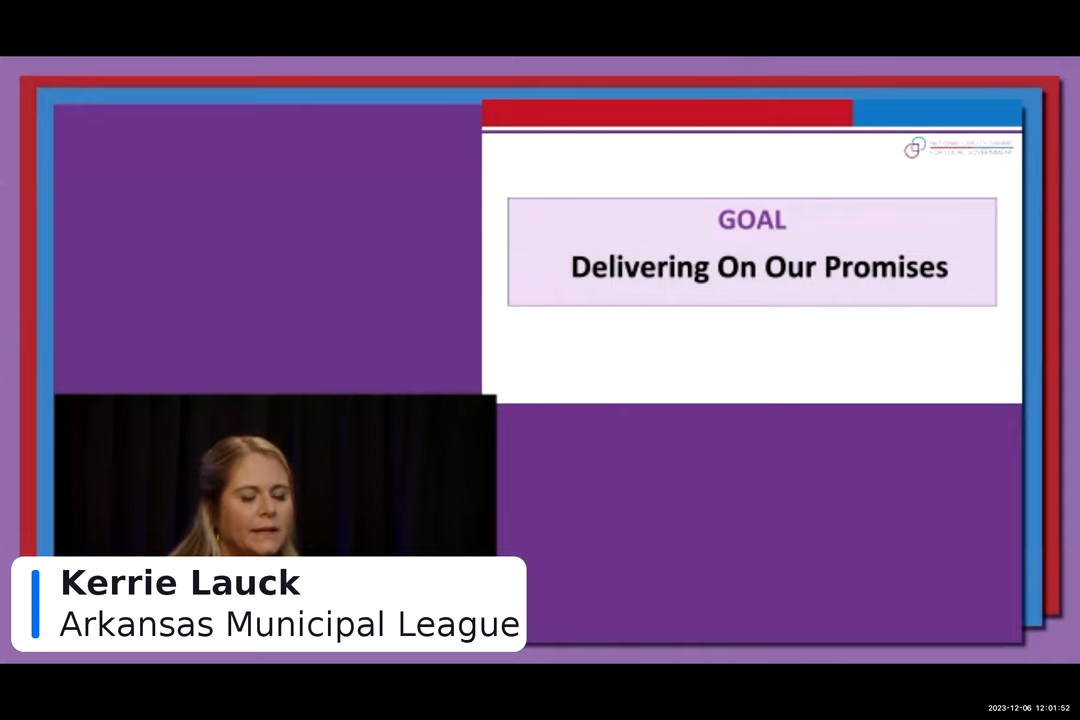 GOAL
Delivering On Our Promises
Kerrie Lauck
Arkansas Municipal League
2023-12-06 12:01:52